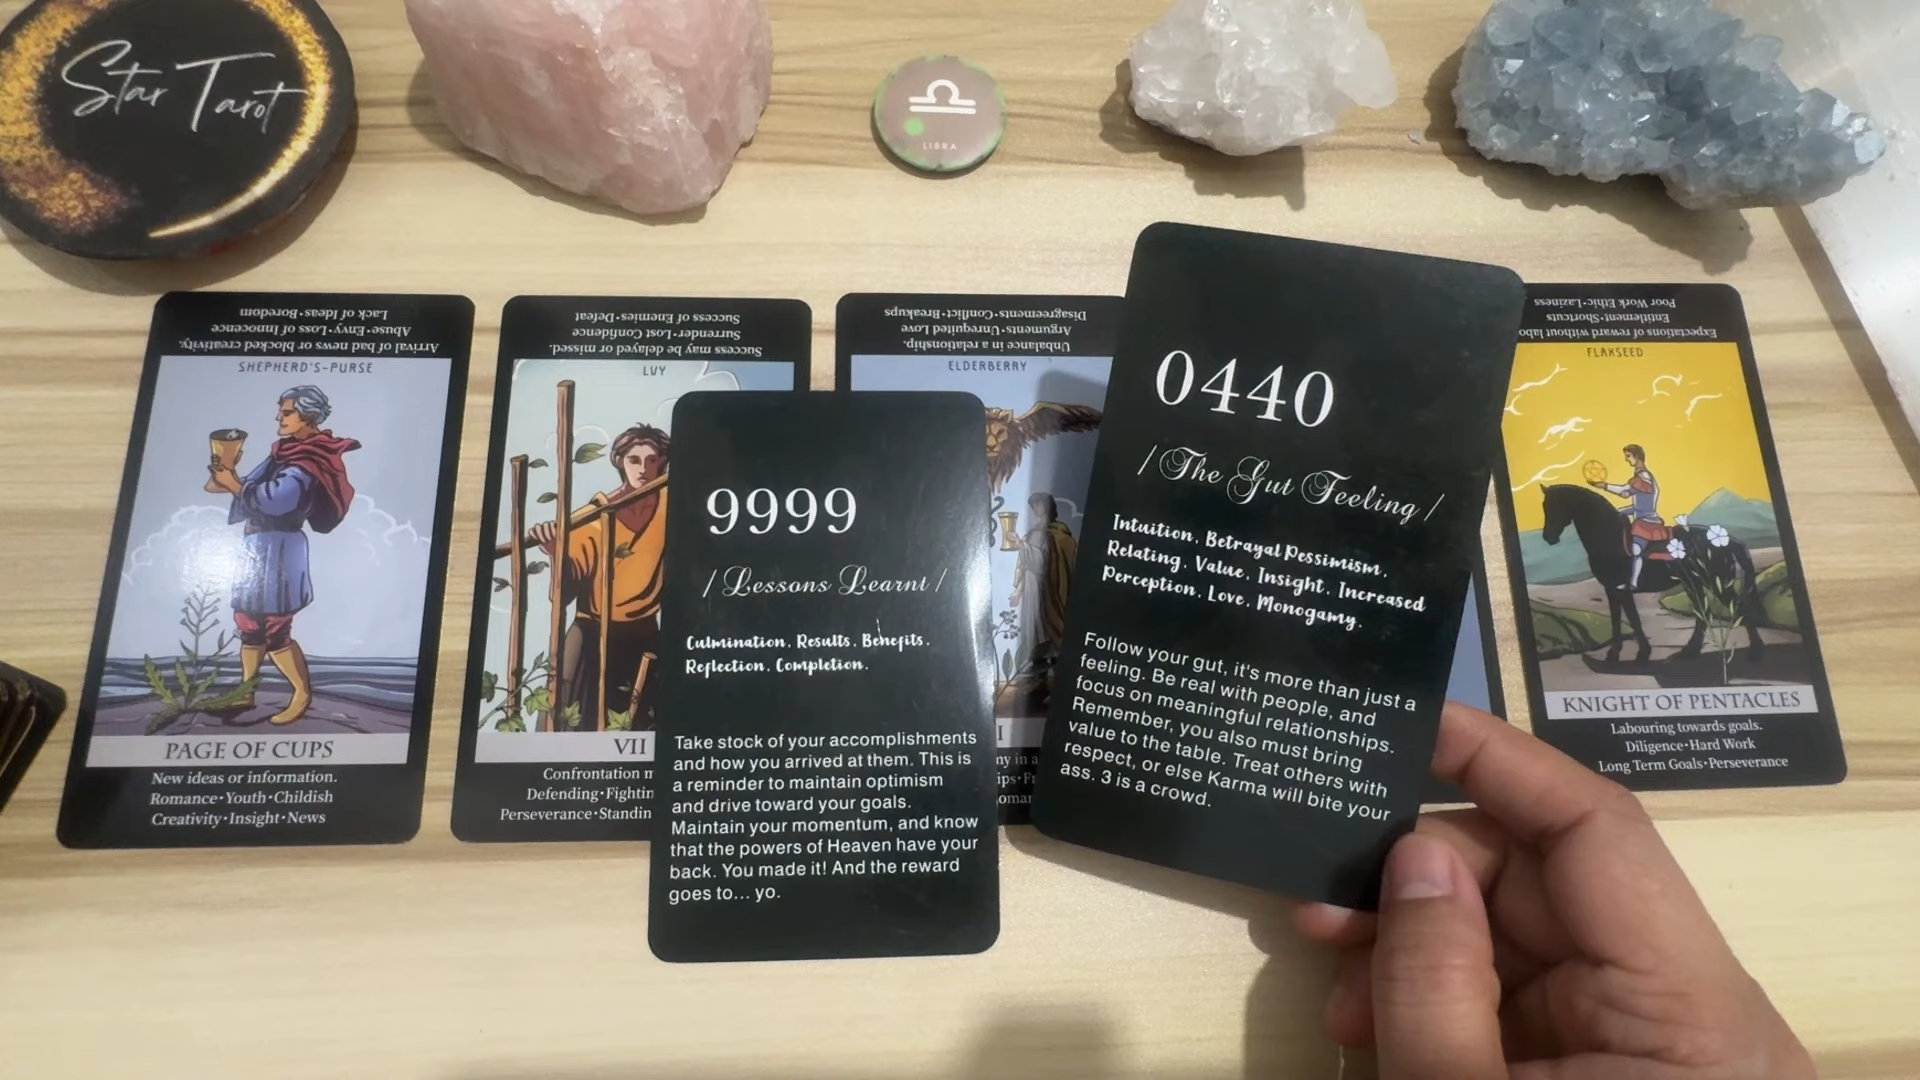 Star Tarot
LIBRA
Arrival of bad news or blocked creativity.
Abuse•Envy•Loss of Innocence
Lack of Ideas•Boredom
SHEPHERD'S-PURSE
PAGE OF CUPS
New ideas or information.
Romance•Youth•Childish
Creativity•Insight•News
Success may be delayed or missed.
Surrender•Lost Confidence
Success of Enemies•Defeat
LVY
VII
Confrontation
Defending
Perseverance
Unbalance in a relationship.
Arguments•Unrequited Love
Disagreements•Conflict•Breakups
ELDERBERRY
9999
/ Lessons Learnt /
Culmination. Results. Benefits.
Reflection. Completion.
Take stock of your accomplishments
and how you arrived at them. This is
a reminder to maintain optimism
and drive toward your goals.
Maintain your momentum, and know
that the powers of Heaven have your
back. You made it! And the reward
goes to... yo.
0440
/ The Gut Feeling /
Intuition. Betrayal Pessimism.
Relating. Value. Insight. Increased
Perception. Love. Monogamy.
Follow your gut, it's more than just a
feeling. Be real with people, and
focus on meaningful relationships.
Remember, you also must bring
value to the table. Treat others with
respect, or else Karma will bite your
ass. 3 is a crowd.
Expectations of reward without
Entitlement•Shortcuts
Poor Work Ethic•Laziness
FLAXSEED
KNIGHT OF PENTACLES
Labouring towards goals.
Diligence•Hard Work
Long Term Goals•Perseverance